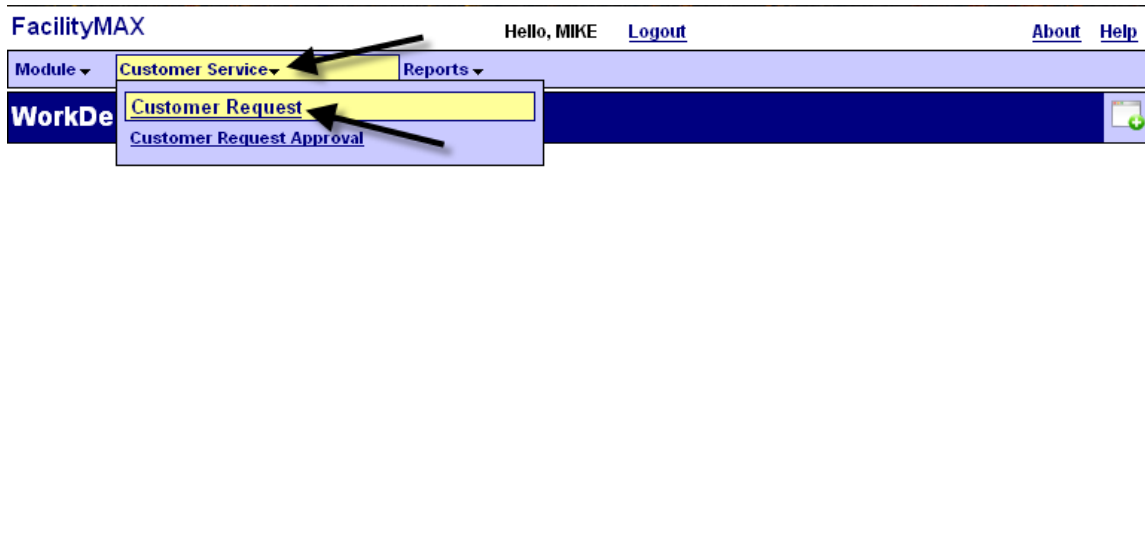 FacilityMAX Hello, MIKE Logout About Help
Module Customer Service Reports
WorkDe
Customer Request
Customer Request Approval